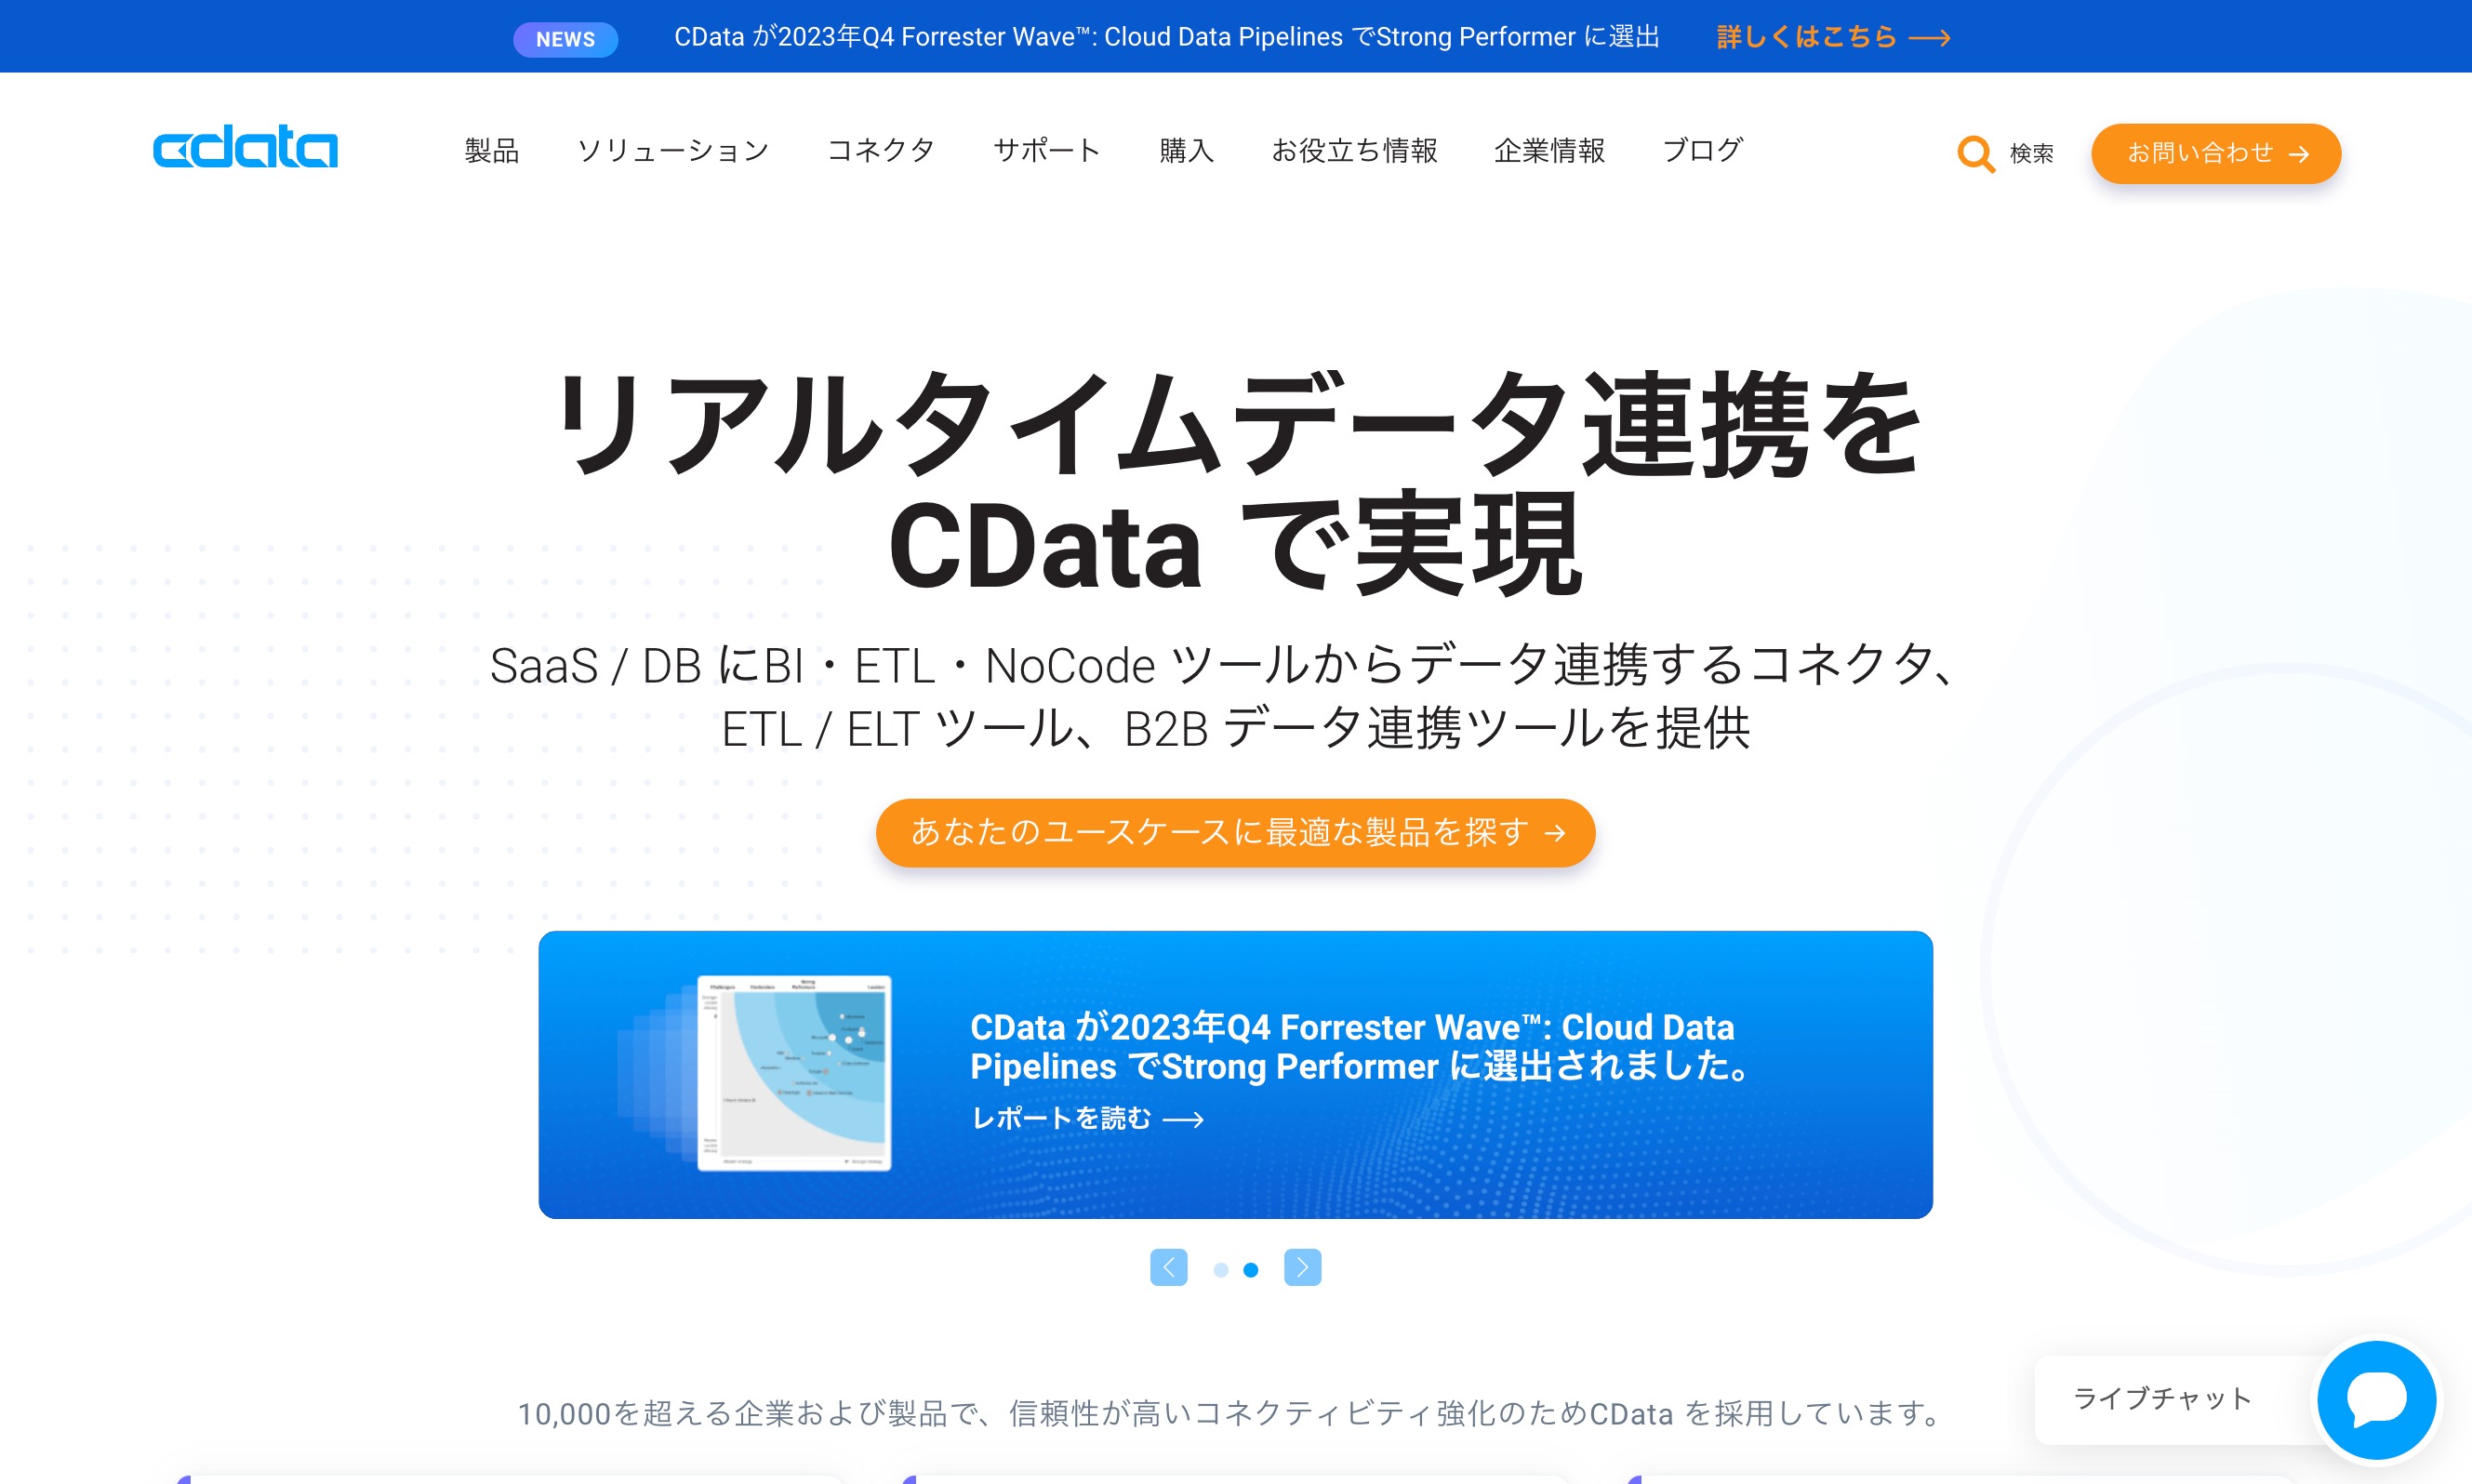 NEWS CData が2023年Q4 Forrester Wave™: Cloud Data Pipelines でStrong Performer に選出 詳しくはこちら
cdata
製品 ソリューション コネクタ サポート 購入 お役立ち情報 企業情報 ブログ
検索 お問い合わせ
リアルタイムデータ連携を
CData で実現
SaaS / DB にBI・ETL・NoCode ツールからデータ連携するコネクタ、
ETL / ELT ツール、B2B データ連携ツールを提供
あなたのユースケースに最適な製品を探す
CData が2023年Q4 Forrester Wave™: Cloud Data
Pipelines でStrong Performer に選出されました。
レポートを読む
10,000を超える企業および製品で、信頼性が高いコネクティビティ強化のためCData を採用しています。
ライブチャット